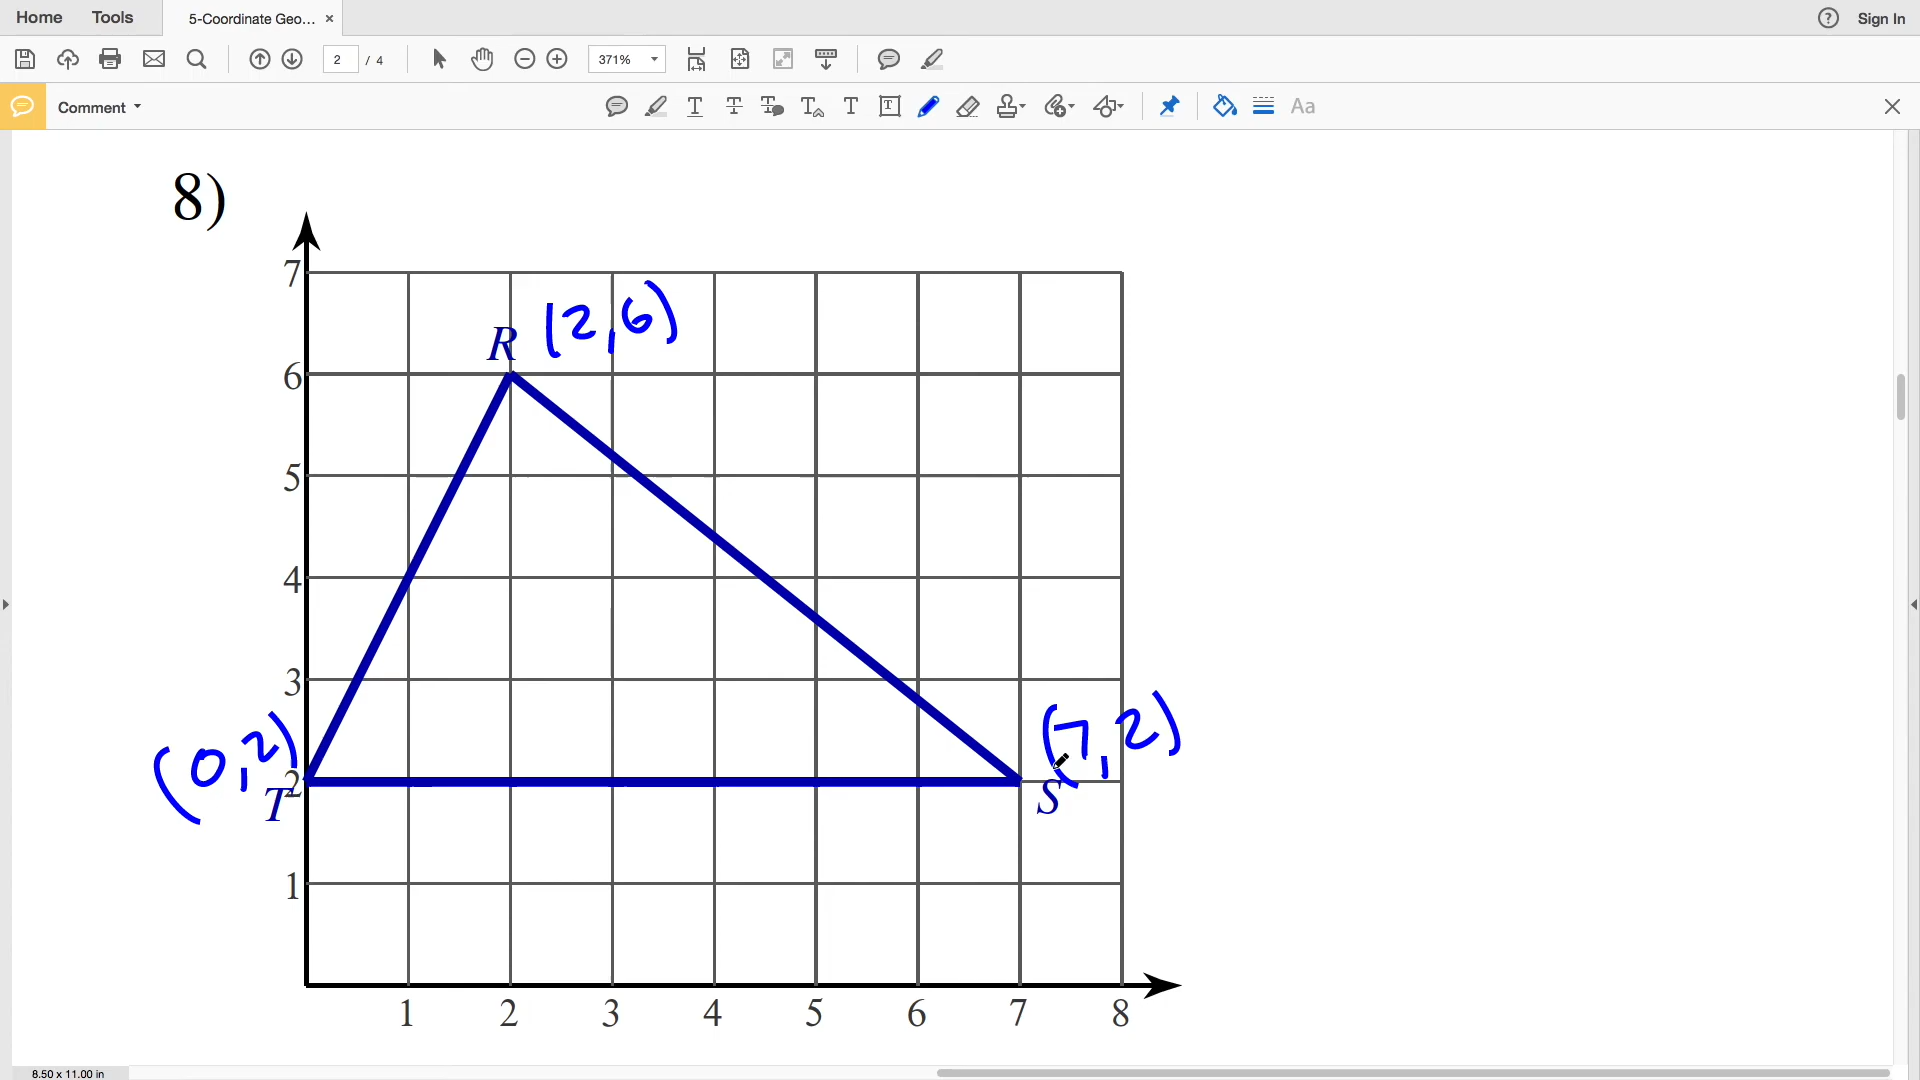 Home Tools 5-Coordinate Geo... × ? Sign In
2 / 4 371%
Comment Aa
8)
7
R (2,6)
6
5
4
3
(0,2) (7,2)
2
T S
1
1 2 3 4 5 6 7 8
8.50 x 11.00 in